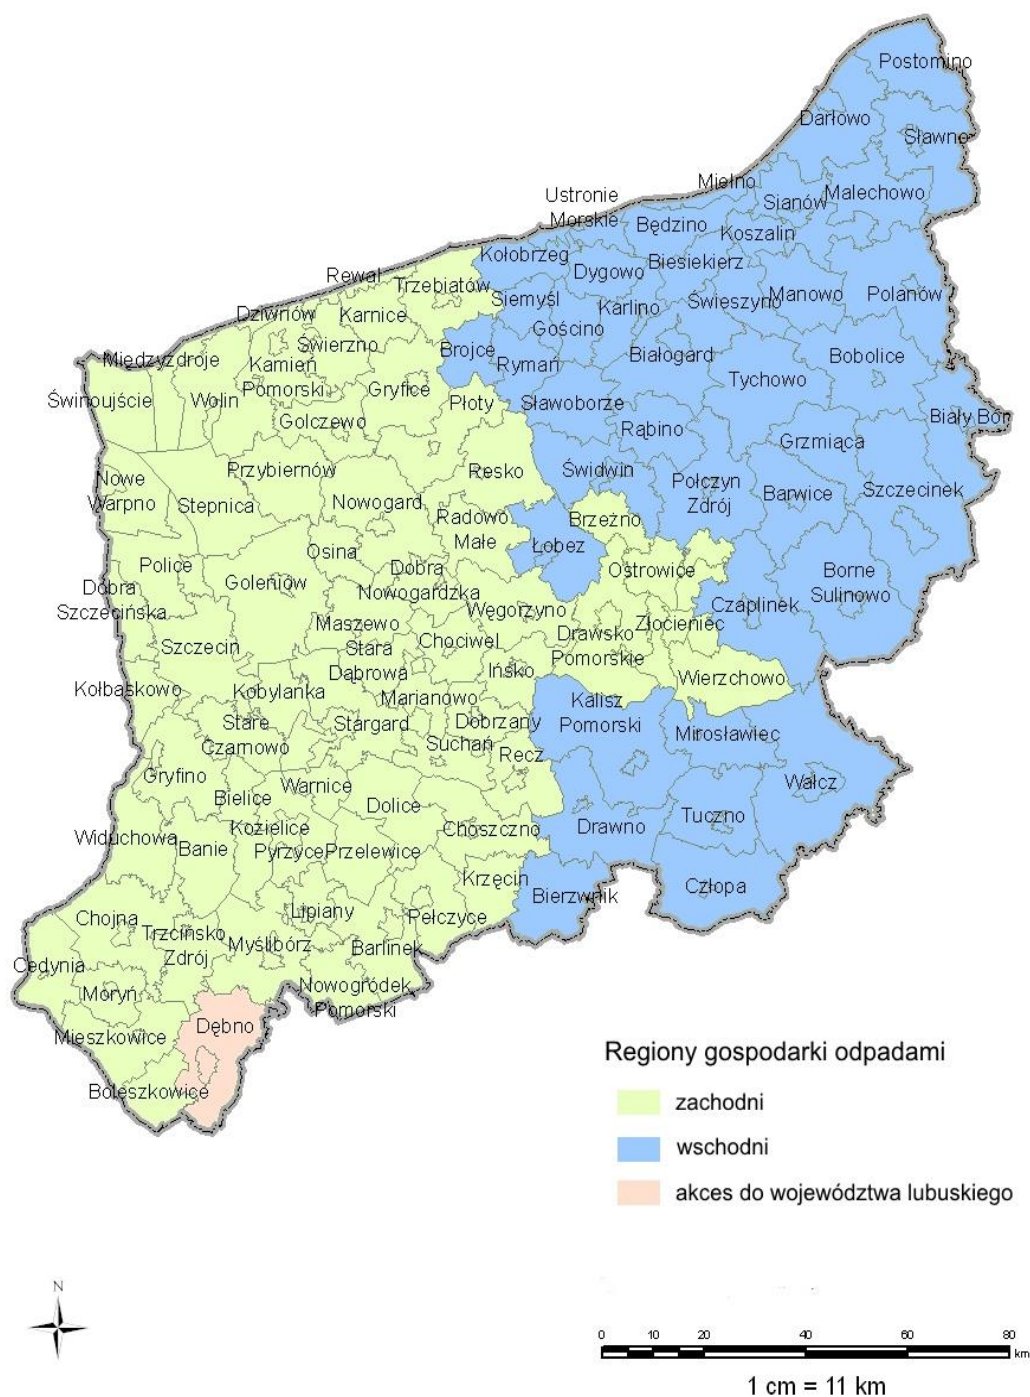 Postomino
Darłowo
Sławno
Mielno
Ustronie
Morskie
Sianów
Malechowo
Będzino
Koszalin
Kołobrzeg
Dygowo
Biesiekierz
Rewal
Trzebiatów
Siemyśl
Karlino
Świeszyno
Manowo
Polanów
Dziwnów
Karnice
Gościno
Świerzno
Brojce
Rymań
Białogard
Bobolice
Międzyzdroje
Kamień
Pomorski
Tychowo
Gryfice
Świnoujście
Wolin
Płoty
Sławoborze
Biały Bór
Golczewo
Rąbino
Grzmiąca
Przybiernów
Resko
Świdwin
Połczyn
Zdrój
Barwice
Szczecinek
Nowe
Warpno
Stepnica
Nowogard
Radowo
Małe
Brzeżno
Łobez
Osina
Police
Goleniów
Dobra
Nowogardzka
Ostrowice
Borne
Sulinowo
Dobra
Szczecińska
Węgorzyno
Czaplinek
Maszewo
Chociwel
Drawsko
Pomorskie
Złocieniec
Szczecin
Stara
Dąbrowa
Ińsko
Wierzchowo
Kołbaskowo
Kobylanka
Marianowo
Kalisz
Pomorski
Stare
Czarnowo
Stargard
Dobrzany
Mirosławiec
Suchań
Recz
Gryfino
Warnice
Wałcz
Bielice
Dolice
Tuczno
Widuchowa
Kozielice
Choszczno
Drawno
Banie
Pyrzyce
Przelewice
Krzęcin
Bierzwnik
Człopa
Chojna
Lipiany
Pełczyce
Trzcińsko
Zdrój
Myślibórz
Barlinek
Cedynia
Moryń
Nowogródek
Pomorski
Mieszkowice
Dębno
Boleszkowice
Regiony gospodarki odpadami
zachodni
wschodni
akces do województwa lubuskiego
N
0 10 20 40 60 80
km
1 cm = 11 km